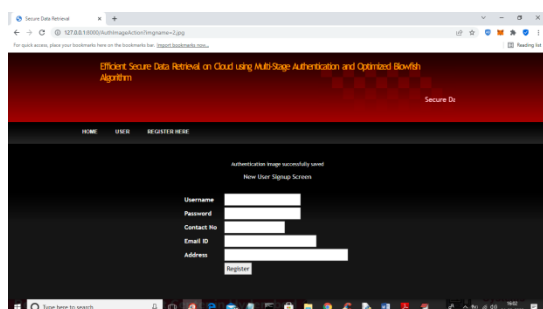 Secure Data Retrieval
127.0.0.1:8000/AuthImageAction?imgname=2.jpg
For quick access, place your bookmarks here on the bookmarks bar. Import bookmarks now...
Reading list
Efficient Secure Data Retrieval on Cloud using Multi-Stage Authentication and Optimized Blowfish
Algorithm
Secure Da
HOME USER REGISTER HERE
Authentication image successfully saved
New User Signup Screen
Username
Password
Contact No
Email ID
Address
Register
Type here to search